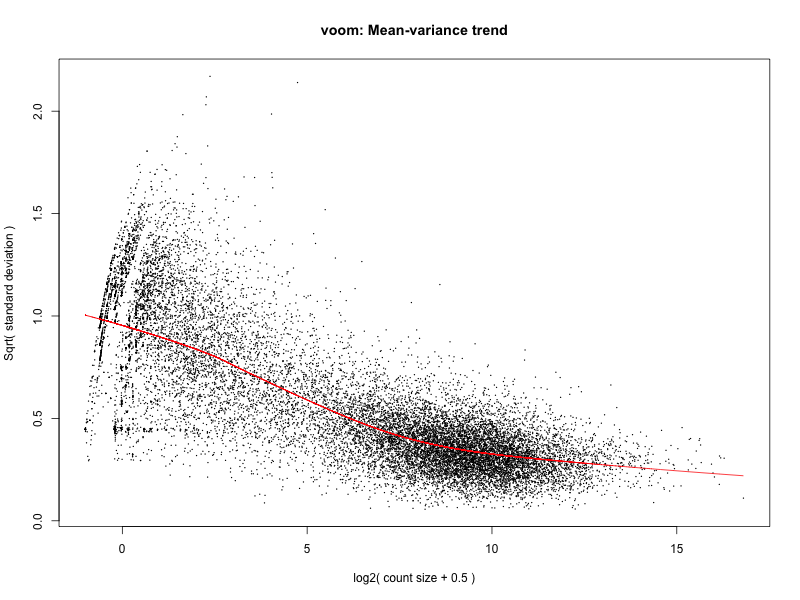 voom: Mean-variance trend
Sqrt( standard deviation )
2.0
1.5
1.0
0.5
0.0
0 5 10 15
log2( count size + 0.5 )